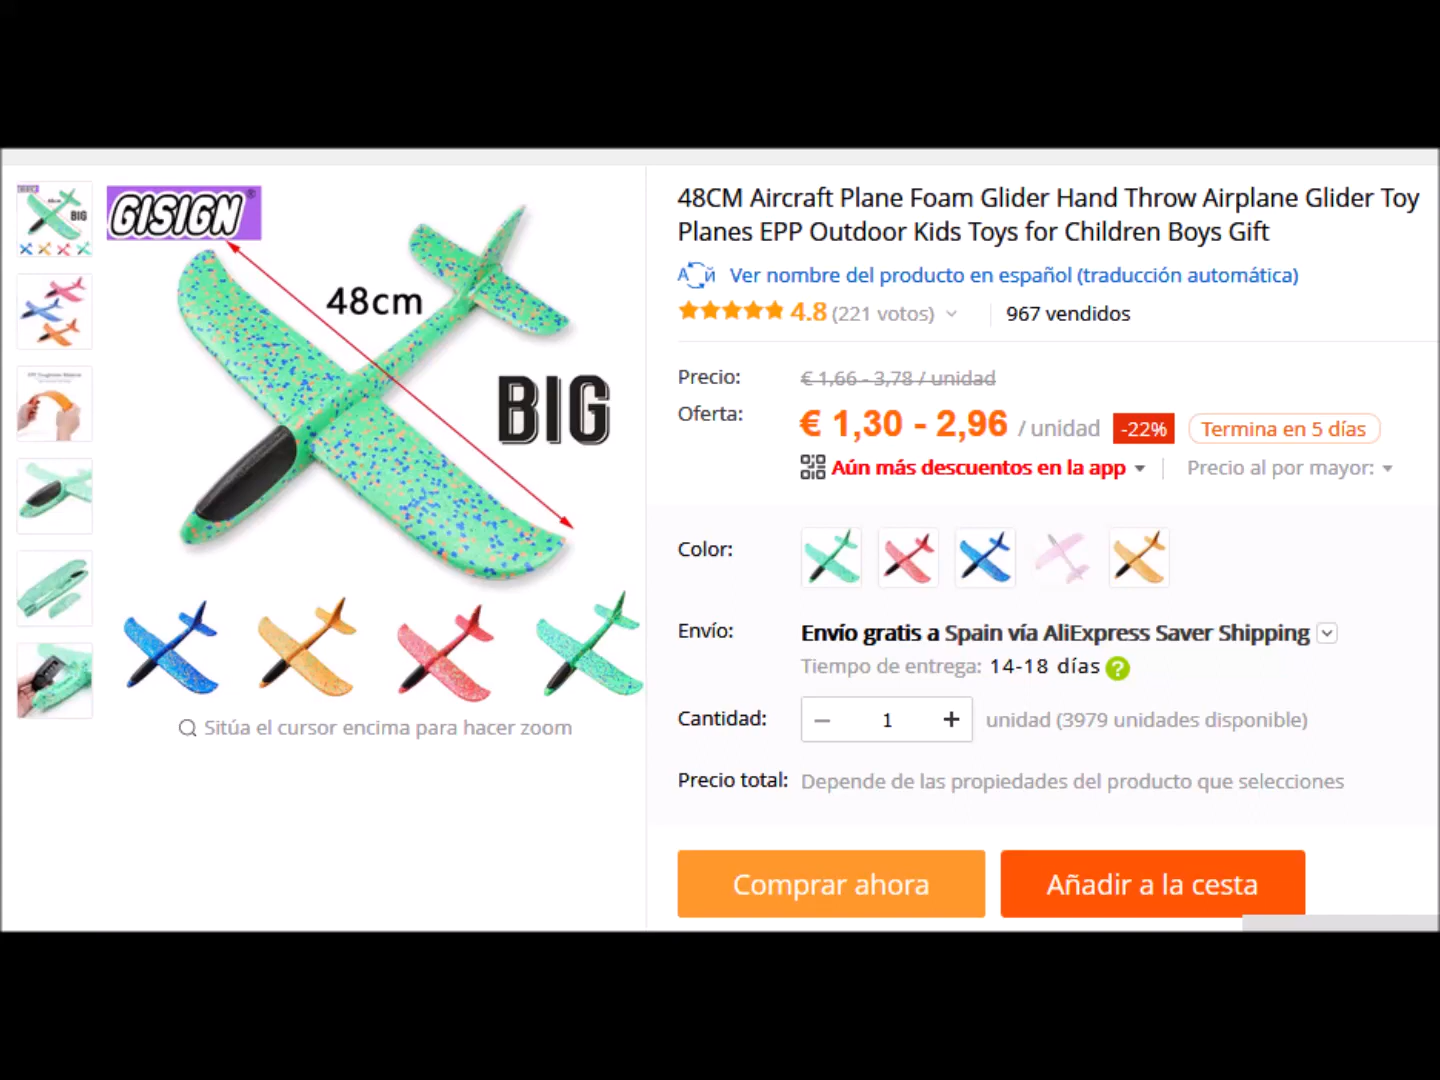 GISIGN®
48cm
BIG
Sitúa el cursor encima para hacer zoom
48CM Aircraft Plane Foam Glider Hand Throw Airplane Glider Toy
Planes EPP Outdoor Kids Toys for Children Boys Gift
Ver nombre del producto en español (traducción automática)
4.8 (221 votos)
967 vendidos
Precio: € 1,66 - 3,78 / unidad
Oferta: € 1,30 - 2,96 / unidad -22% Termina en 5 días
Aún más descuentos en la app Precio al por mayor:
Color:
Envío: Envío gratis a Spain vía AliExpress Saver Shipping
Tiempo de entrega: 14-18 días ?
Cantidad: − 1 + unidad (3979 unidades disponible)
Precio total: Depende de las propiedades del producto que selecciones
Comprar ahora Añadir a la cesta